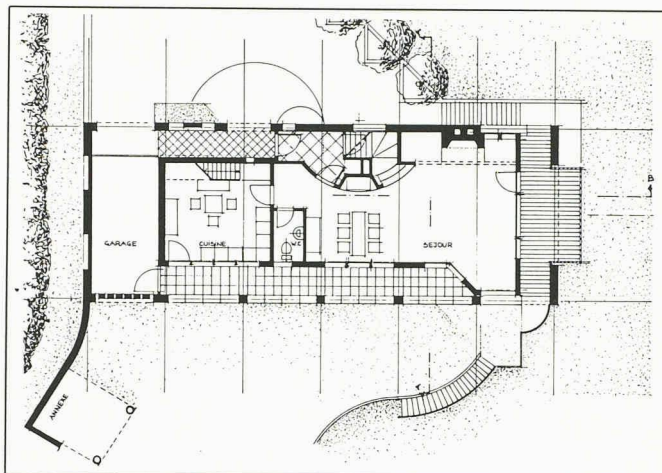 B
W.C.
GARAGE
CUISINE
SEJOUR
A
ANNEXE